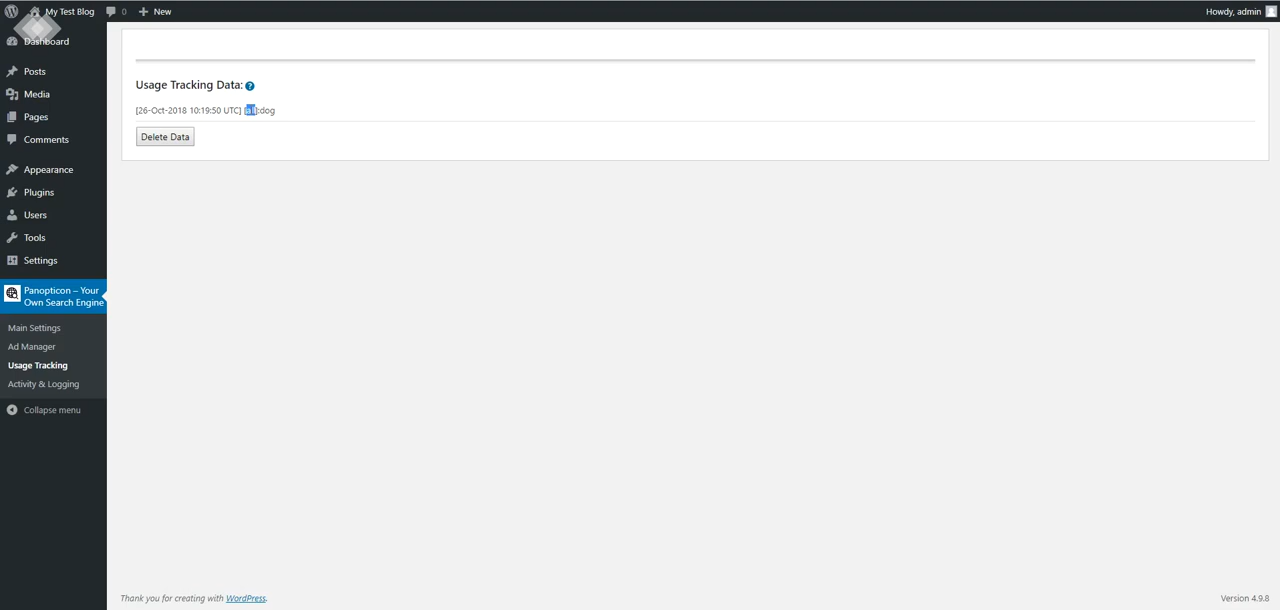 My Test Blog 0 New Howdy, admin
Dashboard
Posts
Media
Pages
Comments
Appearance
Plugins
Users
Tools
Settings
Panopticon – Your
Own Search Engine
Main Settings
Ad Manager
Usage Tracking
Activity & Logging
Collapse menu
Usage Tracking Data: ?
[26-Oct-2018 10:19:50 UTC] [all]:dog
Delete Data
Thank you for creating with WordPress.
Version 4.9.8